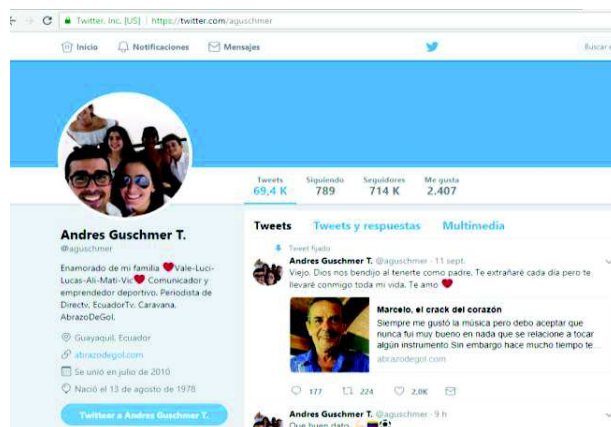 Twitter, Inc. [US] | https://twitter.com/aguschmer
Inicio Notificaciones Mensajes Buscar
Tweets Siguiendo Seguidores Me gusta
69,4 K 789 714 K 2.407
Andres Guschmer T.
@aguschmer
Enamorado de mi familia ❤Vale-Luci-
Lucas-Ali-Mati-Vic❤ Comunicador y
emprendedor deportivo. Periodista de
Directv, EcuadorTv, Caravana,
AbrazoDeGol.
Guayaquil, Ecuador
abrazodegol.com
Se unió en julio de 2010
Nació el 13 de agosto de 1978
Twittear a Andres Guschmer T.
Tweets Tweets y respuestas Multimedia
Tweet fijado
Andres Guschmer T. @aguschmer · 11 sept.
Viejo, Dios nos bendijo al tenerte como padre. Te extrañaré cada día pero te
llevaré conmigo toda mi vida. Te amo ❤
Marcelo, el crack del corazón
Siempre me gustó la música pero debo aceptar que
nunca fui muy bueno en nada que se relacione a tocar
algún instrumento.Sin embargo hace mucho tiempo te...
abrazodegol.com
177 224 2,0K
Andres Guschmer T. @aguschmer · 9 h
Que buen dato